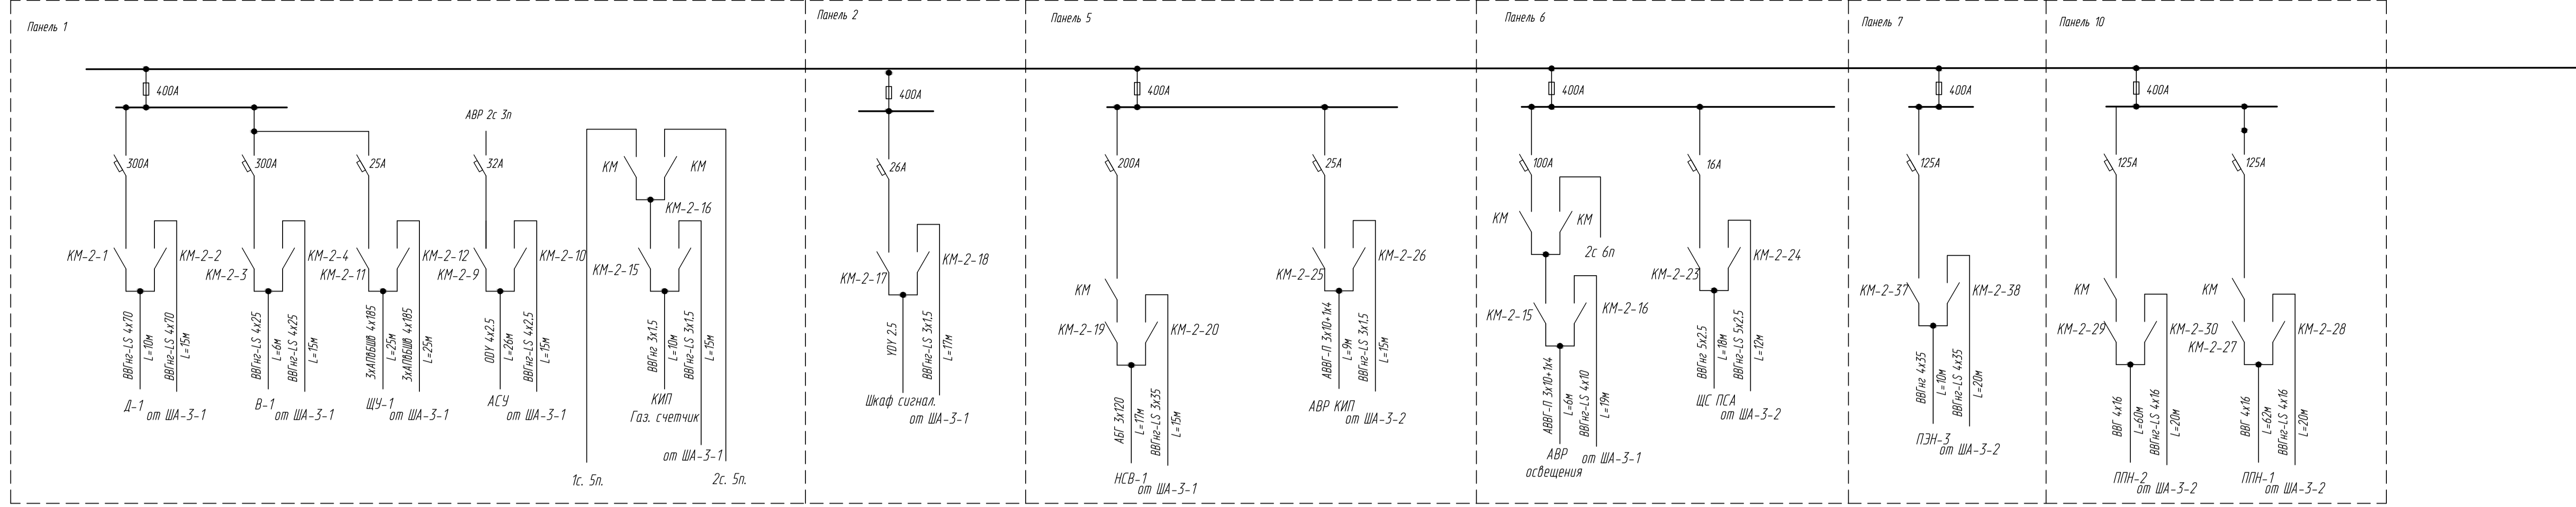 Панель 1
400А
АВР 2с 3п
300А
300А
25А
32А
КМ
КМ
КМ-2-16
КМ-2-1
КМ-2-2
КМ-2-3
КМ-2-4
КМ-2-11
КМ-2-12
КМ-2-9
КМ-2-10
КМ-2-15
ВВГнг-LS 4х70
L=10м
ВВГнг-LS 4х70
L=15м
ВВГнг-LS 4х25
L=6м
ВВГнг-LS 4х25
L=15м
3хАПВБШВ 4х185
L=25м
3хАПВБШВ 4х185
L=25м
ODY 4х2,5
L=26м
ВВГнг-LS 4х2,5
L=15м
ВВГнг 3х1,5
L=10м
ВВГнг-LS 3х1,5
L=15м
Д-1
от ША-3-1
В-1
от ША-3-1
ЩУ-1
от ША-3-1
АСУ
от ША-3-1
КИП
Газ. счетчик
от ША-3-1
1с. 5п.
2с. 5п.
Панель 2
400А
26А
КМ-2-17
КМ-2-18
YDY 2,5
ВВГнг-LS 3х1,5
L=17м
Шкаф сигнал.
от ША-3-1
Панель 5
400А
200А
25А
КМ
КМ-2-19
КМ-2-20
КМ-2-25
КМ-2-26
АБГ 3х120
L=17м
ВВГнг-LS 3х35
L=15м
АВВГ-П 3х10+1х4
L=9м
ВВГнг-LS 3х1,5
L=15м
НСВ-1
от ША-3-1
АВР КИП
от ША-3-2
Панель 6
400А
100А
16А
КМ
КМ
2с 6п
КМ-2-15
КМ-2-16
КМ-2-23
КМ-2-24
АВВГ-П 3х10+1х4
L=6м
ВВГнг-LS 4х10
L=19м
ВВГнг 5х2,5
L=18м
ВВГнг-LS 5х2,5
L=12м
АВР
освещения
от ША-3-1
ЩС ПСА
от ША-3-2
Панель 7
400А
125А
КМ-2-37
КМ-2-38
ВВГнг 4х35
L=10м
ВВГнг-LS 4х35
L=20м
ПЭН-3
от ША-3-2
Панель 10
400А
125А
125А
КМ
КМ
КМ-2-29
КМ-2-30
КМ-2-27
КМ-2-28
ВВГ 4х16
L=60м
ВВГнг-LS 4х16
L=20м
ВВГ 4х16
L=62м
ВВГнг-LS 4х16
L=20м
ППН-2
от ША-3-2
ППН-1
от ША-3-2